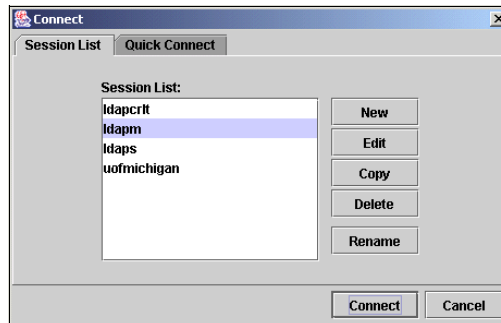 Connect
Session List Quick Connect
Session List:
ldapcrlt
ldapm
ldaps
uofmichigan
New
Edit
Copy
Delete
Rename
Connect Cancel